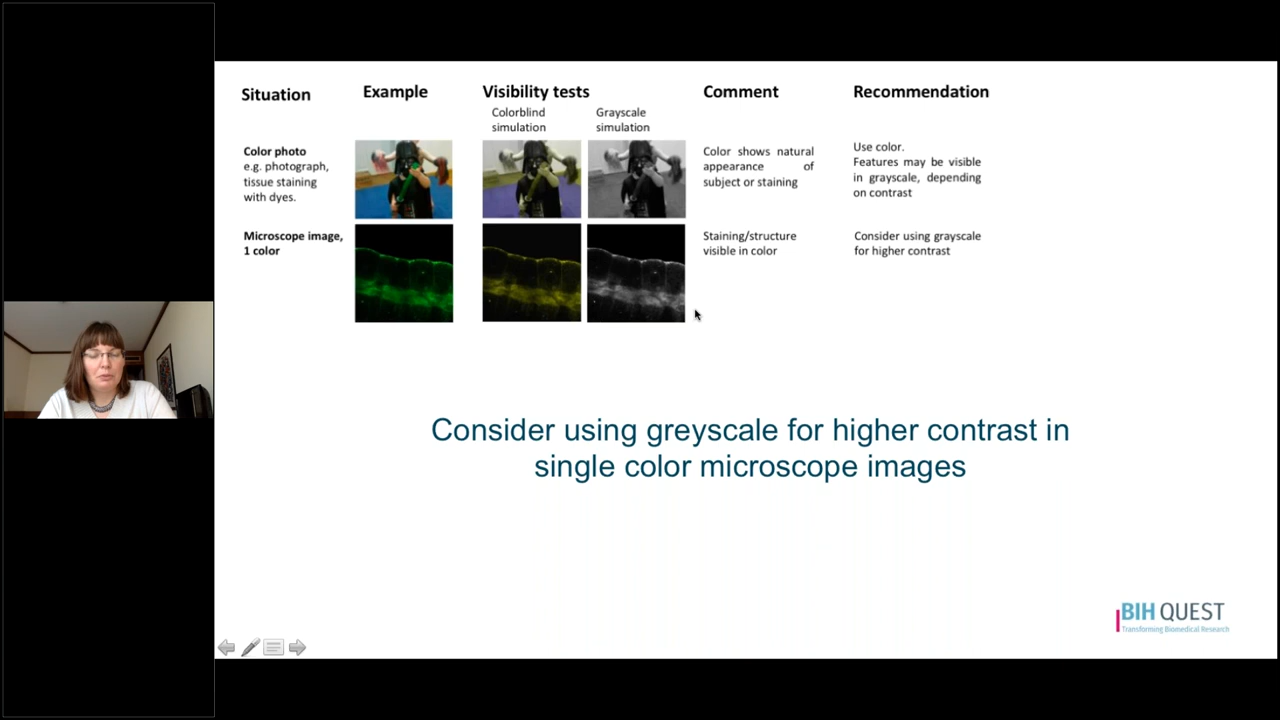 Situation
Example
Visibility tests
Comment
Recommendation
Colorblind
simulation
Grayscale
simulation
Color photo
e.g. photograph,
tissue staining
with dyes.
Color shows natural
appearance of
subject or staining
Use color.
Features may be visible
in grayscale, depending
on contrast
Microscope image,
1 color
Staining/structure
visible in color
Consider using grayscale
for higher contrast
Consider using greyscale for higher contrast in
single color microscope images
BIH QUEST
Transforming Biomedical Research